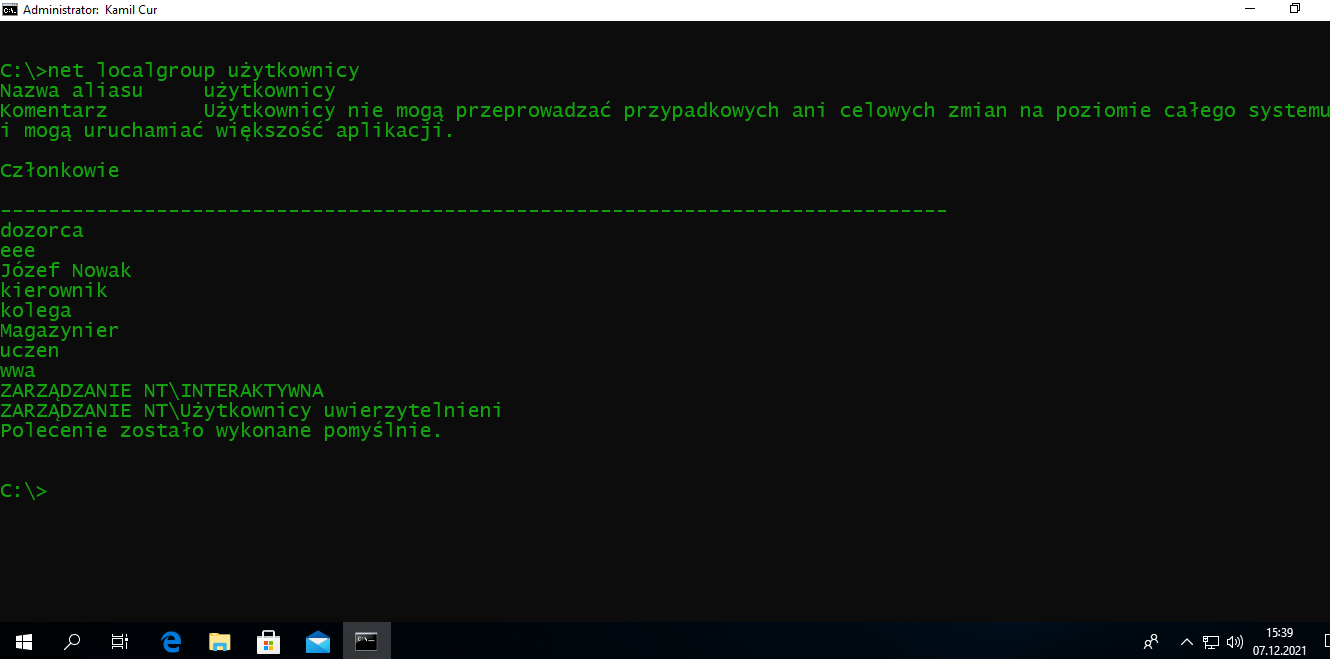 Administrator: Kamil Cur
C:\>net localgroup użytkownicy
Nazwa aliasu     użytkownicy
Komentarz        Użytkownicy nie mogą przeprowadzać przypadkowych ani celowych zmian na poziomie całego systemu
i mogą uruchamiać większość aplikacji.
Członkowie
-------------------------------------------------------------------------------
dozorca
eee
Józef Nowak
kierownik
kolega
Magazynier
uczen
wwa
ZARZĄDZANIE NT\INTERAKTYWNA
ZARZĄDZANIE NT\Użytkownicy uwierzytelnieni
Polecenie zostało wykonane pomyślnie.
C:\>
15:39
07.12.2021